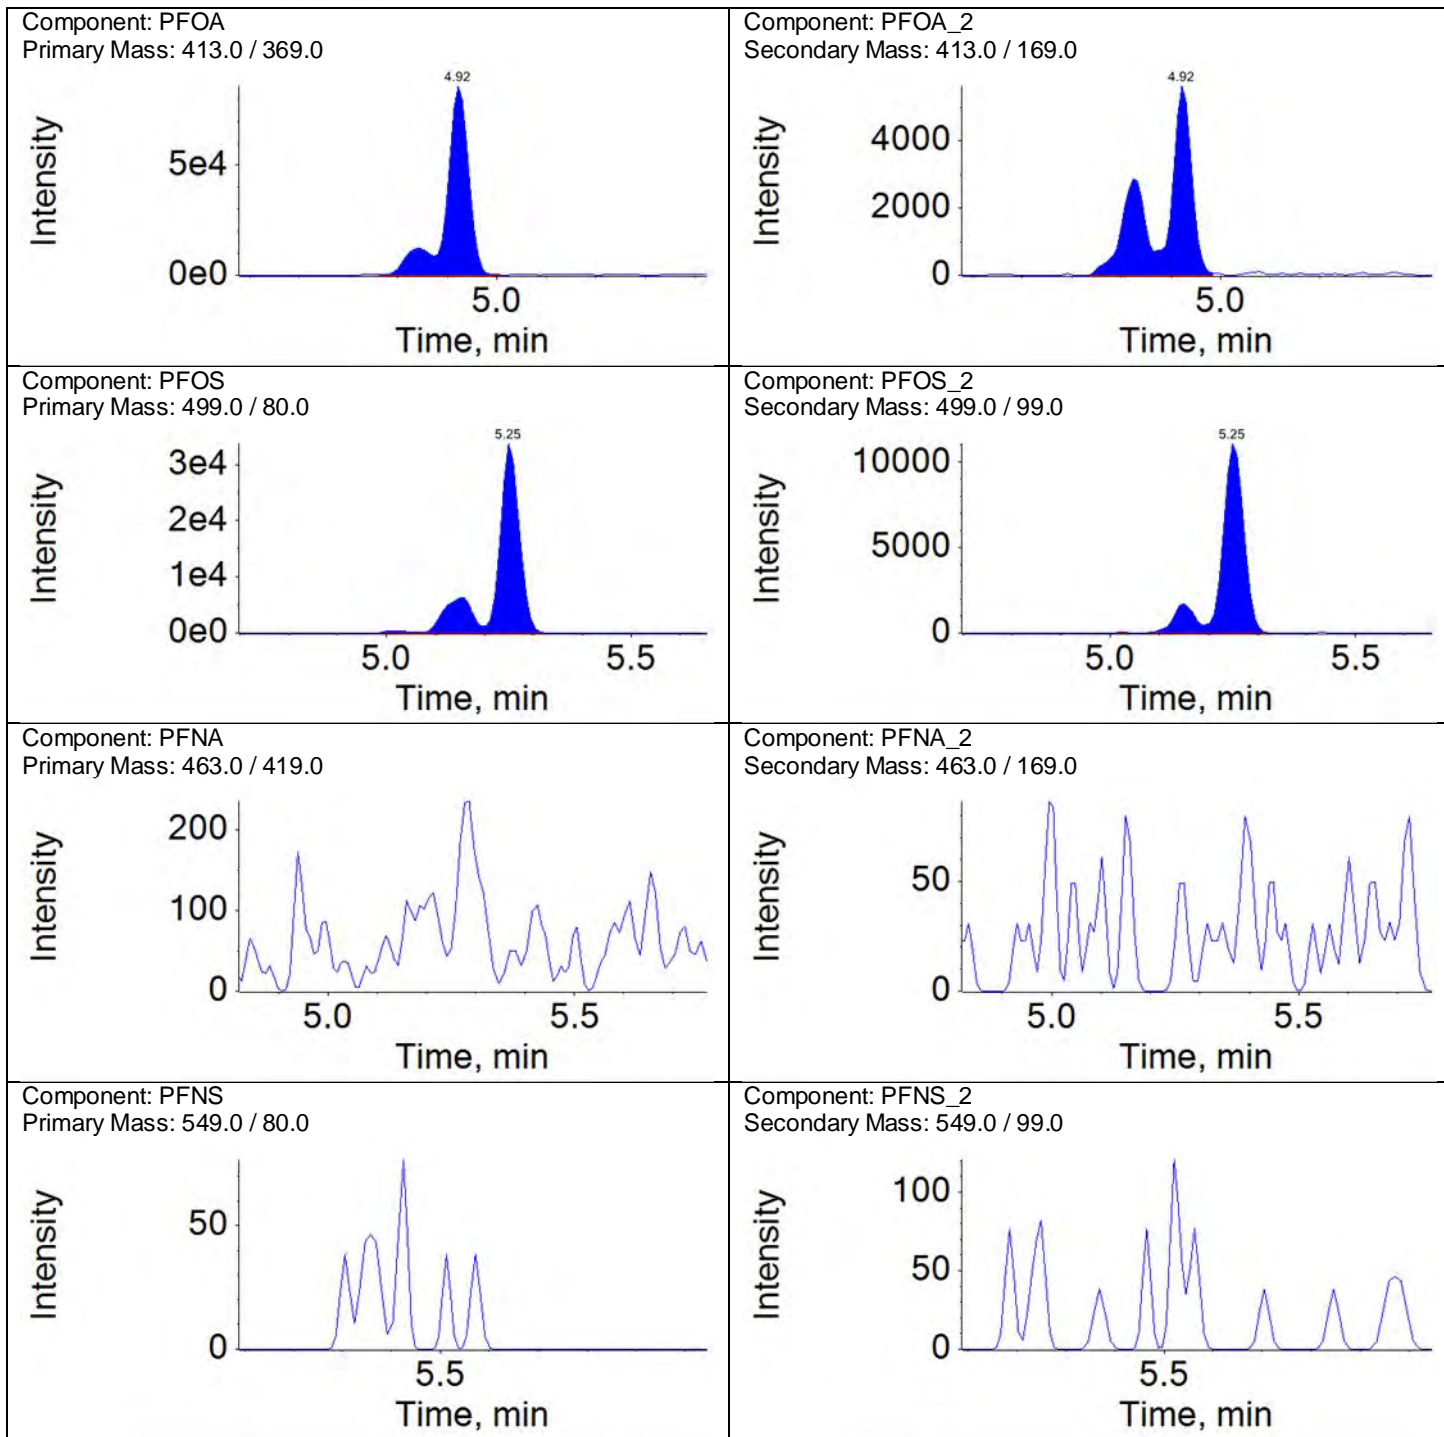 Component: PFOA
Primary Mass: 413.0 / 369.0
4.92
Intensity
5e4
0e0
5.0
Time, min
Component: PFOA_2
Secondary Mass: 413.0 / 169.0
4.92
Intensity
4000
2000
0
5.0
Time, min
Component: PFOS
Primary Mass: 499.0 / 80.0
5.25
Intensity
3e4
2e4
1e4
0e0
5.0 5.5
Time, min
Component: PFOS_2
Secondary Mass: 499.0 / 99.0
5.25
Intensity
10000
5000
0
5.0 5.5
Time, min
Component: PFNA
Primary Mass: 463.0 / 419.0
Intensity
200
100
0
5.0 5.5
Time, min
Component: PFNA_2
Secondary Mass: 463.0 / 169.0
Intensity
50
0
5.0 5.5
Time, min
Component: PFNS
Primary Mass: 549.0 / 80.0
Intensity
50
0
5.5
Time, min
Component: PFNS_2
Secondary Mass: 549.0 / 99.0
Intensity
100
50
0
5.5
Time, min